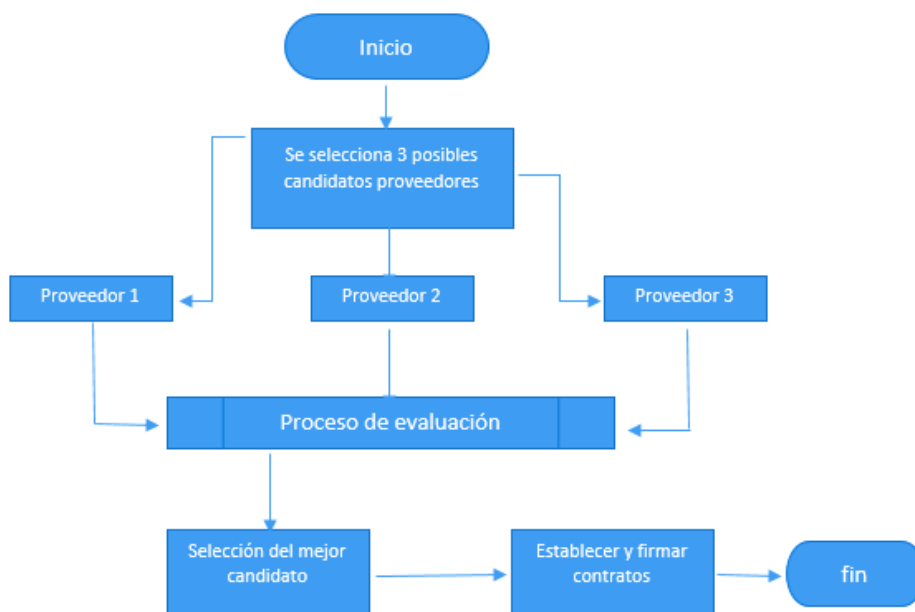 Inicio
Se selecciona 3 posibles
candidatos proveedores
Proveedor 1
Proveedor 2
Proveedor 3
Proceso de evaluación
Selección del mejor
candidato
Establecer y firmar
contratos
fin